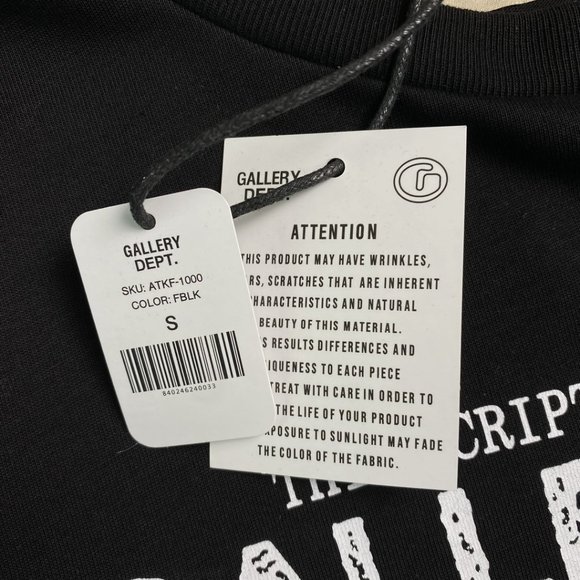 GALLERY
DEPT.
SKU: ATKF-1000
COLOR: FBLK
S
840246240033
GALLERY
DEPT.
ATTENTION
THIS PRODUCT MAY HAVE WRINKLES,
SCRATCHES THAT ARE INHERENT
CHARACTERISTICS AND NATURAL
BEAUTY OF THIS MATERIAL.
RESULTS DIFFERENCES AND
UNIQUENESS TO EACH PIECE
TREAT WITH CARE IN ORDER TO
THE LIFE OF YOUR PRODUCT
EXPOSURE TO SUNLIGHT MAY FADE
THE COLOR OF THE FABRIC.